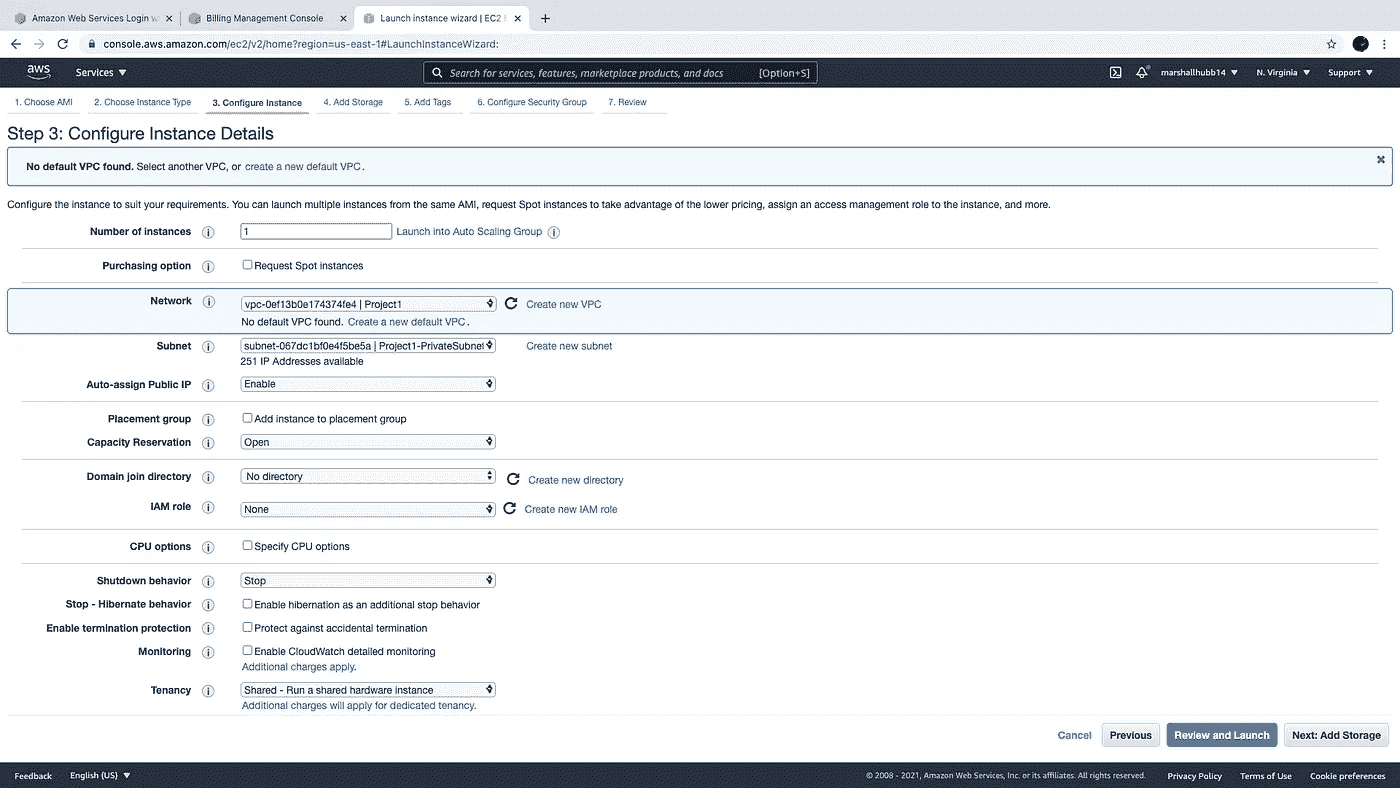 Amazon Web Services Login w
Billing Management Console
Launch instance wizard | EC2 M
console.aws.amazon.com/ec2/v2/home?region=us-east-1#LaunchInstanceWizard:
aws Services Search for services, features, marketplace products, and docs [Option+S] marshallhubb14 N. Virginia Support
1. Choose AMI 2. Choose Instance Type 3. Configure Instance 4. Add Storage 5. Add Tags 6. Configure Security Group 7. Review
Step 3: Configure Instance Details
No default VPC found. Select another VPC, or create a new default VPC.
Configure the instance to suit your requirements. You can launch multiple instances from the same AMI, request Spot instances to take advantage of the lower pricing, assign an access management role to the instance, and more.
Number of instances 1 Launch into Auto Scaling Group
Purchasing option Request Spot instances
Network vpc-0ef13b0e174374fe4 | Project1 Create new VPC
No default VPC found. Create a new default VPC.
Subnet subnet-067dc1bf0e4f5be5a | Project1-PrivateSubnet Create new subnet
251 IP Addresses available
Auto-assign Public IP Enable
Placement group Add instance to placement group
Capacity Reservation Open
Domain join directory No directory Create new directory
IAM role None Create new IAM role
CPU options Specify CPU options
Shutdown behavior Stop
Stop - Hibernate behavior Enable hibernation as an additional stop behavior
Enable termination protection Protect against accidental termination
Monitoring Enable CloudWatch detailed monitoring
Additional charges apply.
Tenancy Shared - Run a shared hardware instance
Additional charges will apply for dedicated tenancy.
Cancel Previous Review and Launch Next: Add Storage
Feedback English (US) © 2008 - 2021, Amazon Web Services, Inc. or its affiliates. All rights reserved. Privacy Policy Terms of Use Cookie preferences